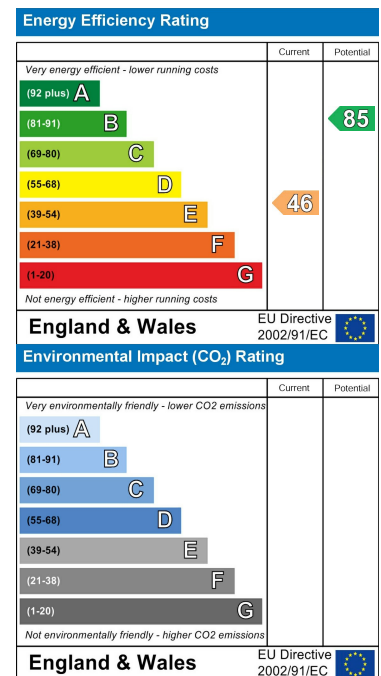 Energy Efficiency Rating
Current Potential
Very energy efficient - lower running costs
(92 plus) A
(81-91) B
85
(69-80) C
(55-68) D
(39-54) E
46
(21-38) F
(1-20) G
Not energy efficient - higher running costs
England & Wales
EU Directive
2002/91/EC
Environmental Impact (CO₂) Rating
Current Potential
Very environmentally friendly - lower CO2 emissions
(92 plus) A
(81-91) B
(69-80) C
(55-68) D
(39-54) E
(21-38) F
(1-20) G
Not environmentally friendly - higher CO2 emissions
England & Wales
EU Directive
2002/91/EC